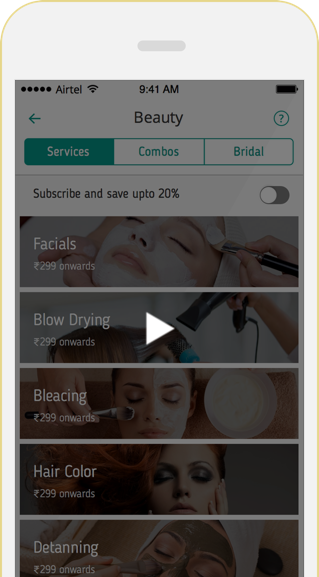 Airtel 9:41 AM
Beauty
?
Services Combos Bridal
Subscribe and save upto 20%
Facials
₹299 onwards
Blow Drying
₹299 onwards
Bleacing
₹299 onwards
Hair Color
₹299 onwards
Detanning
₹299 onwards